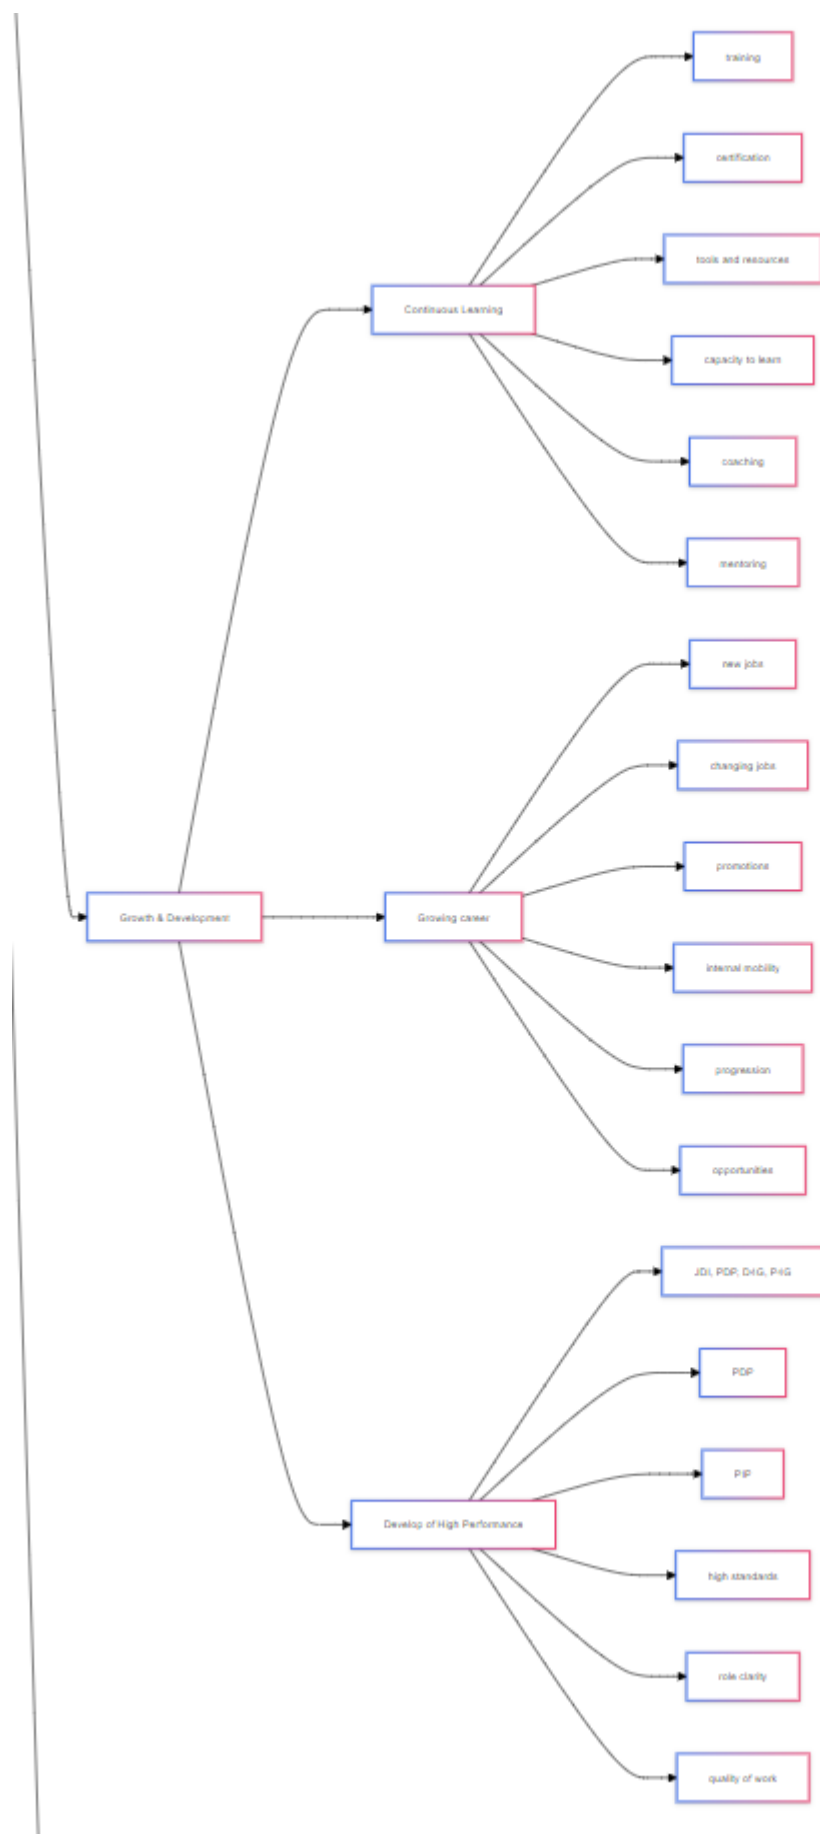 training
certification
tools and resources
Continuous Learning
capacity to learn
coaching
mentoring
new jobs
changing jobs
promotions
Growth & Development
Growing career
internal mobility
progression
opportunities
JDI, PDP,
PDP
PIP
Develop of High Performance
high standards
role clarity
quality of work